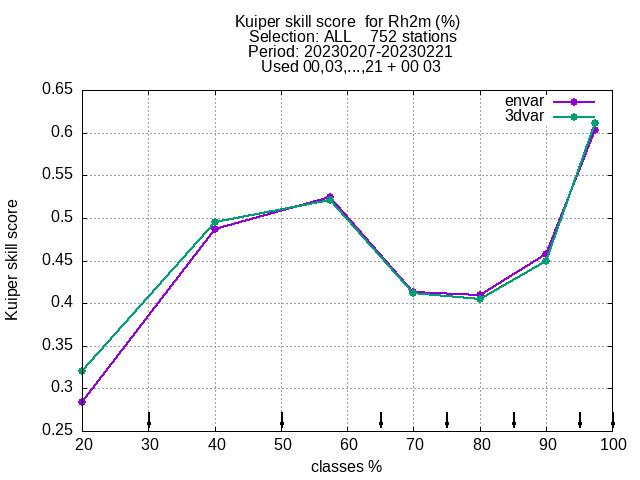 Kuiper skill score  for Rh2m (%)
Selection: ALL    752 stations
Period: 20230207-20230221
Used 00,03,...,21 + 00 03
envar
3dvar
0.65
0.6
0.55
0.5
0.45
0.4
0.35
0.3
0.25
Kuiper skill score
20 30 40 50 60 70 80 90 100
classes %